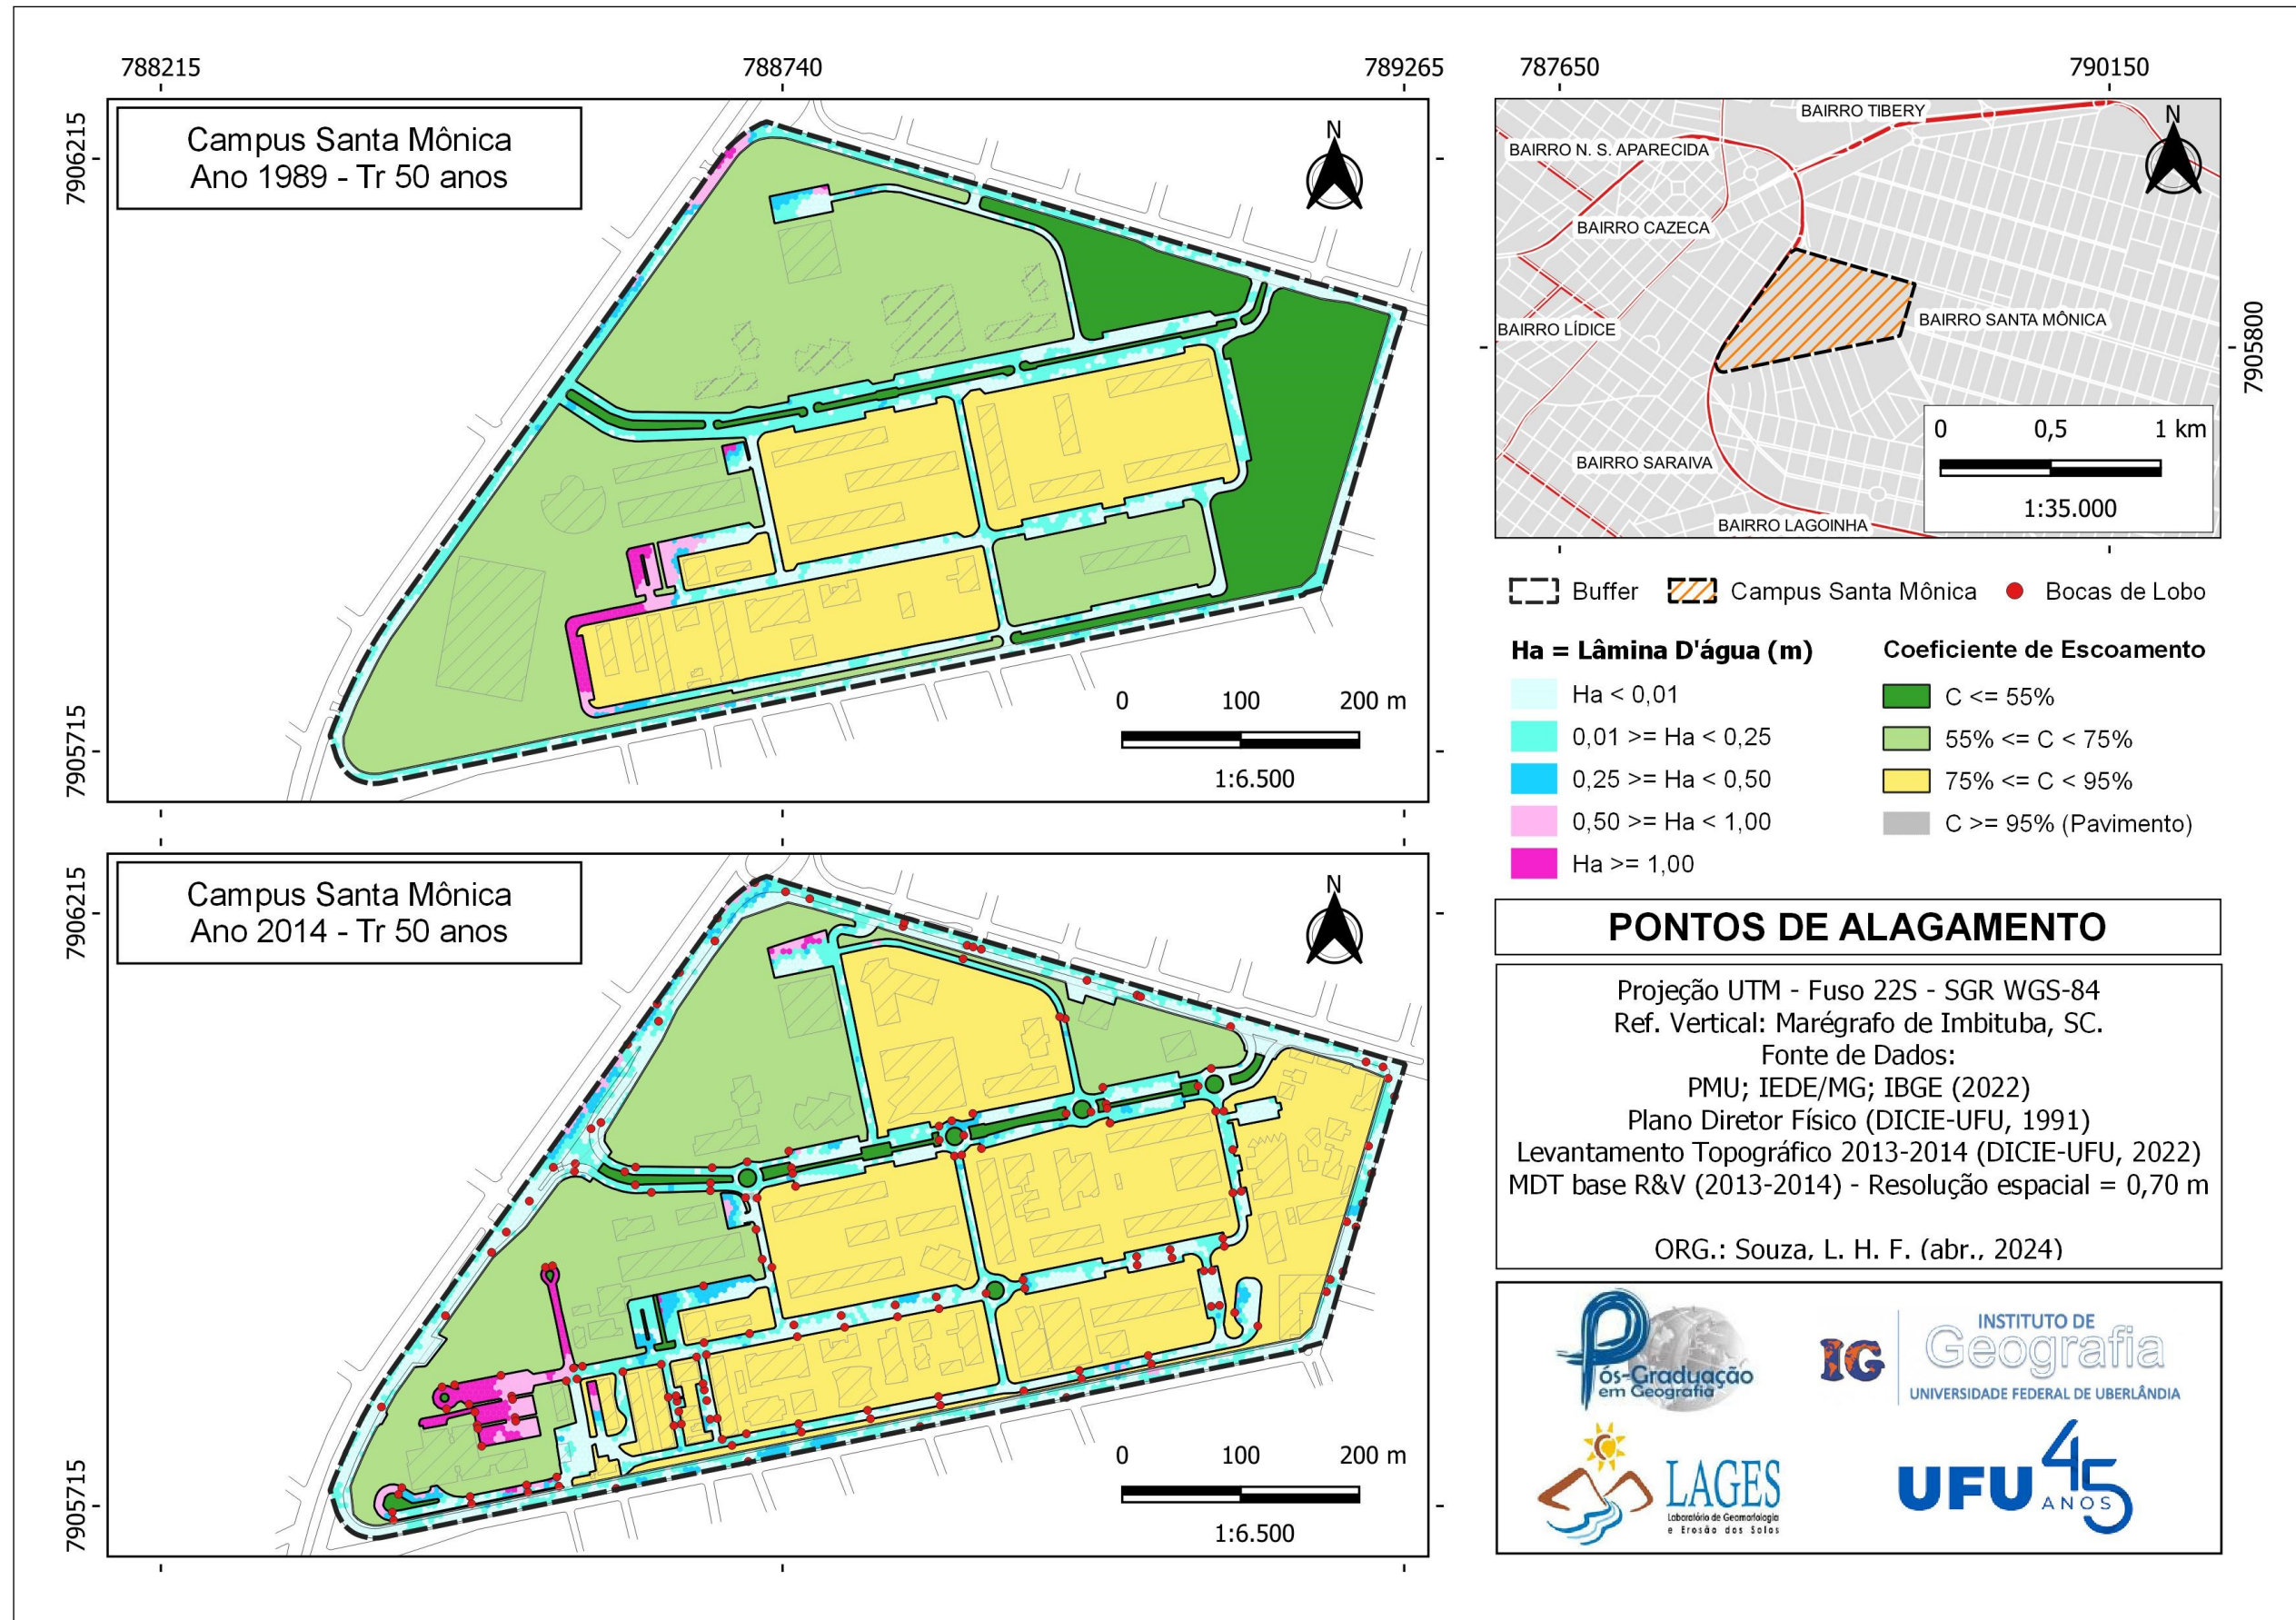 788215
788740
789265
7906215
7905715
Campus Santa Mônica
Ano 1989 - Tr 50 anos
N
0 100 200 m
1:6.500
7906215
7905715
Campus Santa Mônica
Ano 2014 - Tr 50 anos
N
0 100 200 m
1:6.500
787650
790150
7905800
BAIRRO TIBERY
N
BAIRRO N. S. APARECIDA
BAIRRO CAZECA
BAIRRO LÍDICE
BAIRRO SANTA MÔNICA
BAIRRO SARAIVA
BAIRRO LAGOINHA
0 0,5 1 km
1:35.000
Buffer
Campus Santa Mônica
Bocas de Lobo
Ha = Lâmina D'água (m)
Ha < 0,01
0,01 >= Ha < 0,25
0,25 >= Ha < 0,50
0,50 >= Ha < 1,00
Ha >= 1,00
Coeficiente de Escoamento
C <= 55%
55% <= C < 75%
75% <= C < 95%
C >= 95% (Pavimento)
PONTOS DE ALAGAMENTO
Projeção UTM - Fuso 22S - SGR WGS-84
Ref. Vertical: Marégrafo de Imbituba, SC.
Fonte de Dados:
PMU; IEDE/MG; IBGE (2022)
Plano Diretor Físico (DICIE-UFU, 1991)
Levantamento Topográfico 2013-2014 (DICIE-UFU, 2022)
MDT base R&V (2013-2014) - Resolução espacial = 0,70 m
ORG.: Souza, L. H. F. (abr., 2024)
Pós-Graduação
em Geografia
IG
INSTITUTO DE
Geografia
UNIVERSIDADE FEDERAL DE UBERLÂNDIA
LAGES
Laboratório de Geomorfologia
e Erosão dos Solos
UFU 45
ANOS